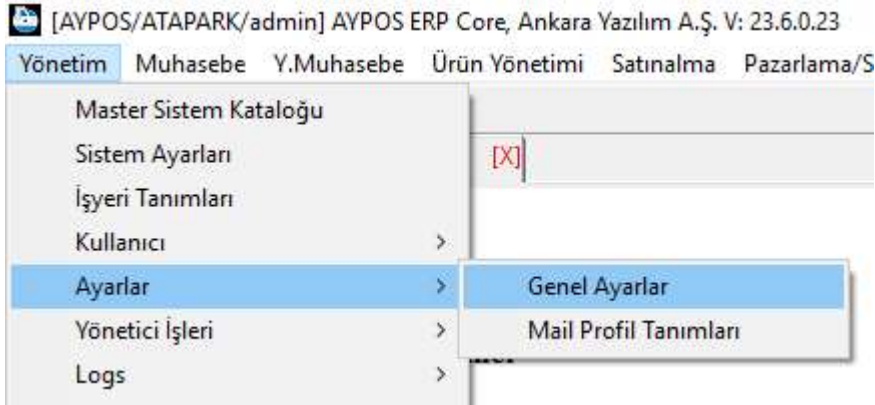 [AYPOS/ATAPARK/admin] AYPOS ERP Core, Ankara Yazılım A.Ş. V: 23.6.0.23
Yönetim Muhasebe Y.Muhasebe Ürün Yönetimi Satınalma Pazarlama/S
Master Sistem Kataloğu
Sistem Ayarları
[X]
İşyeri Tanımları
Kullanıcı >
Ayarlar >
Genel Ayarlar
Yönetici İşleri >
Mail Profil Tanımları
Logs >